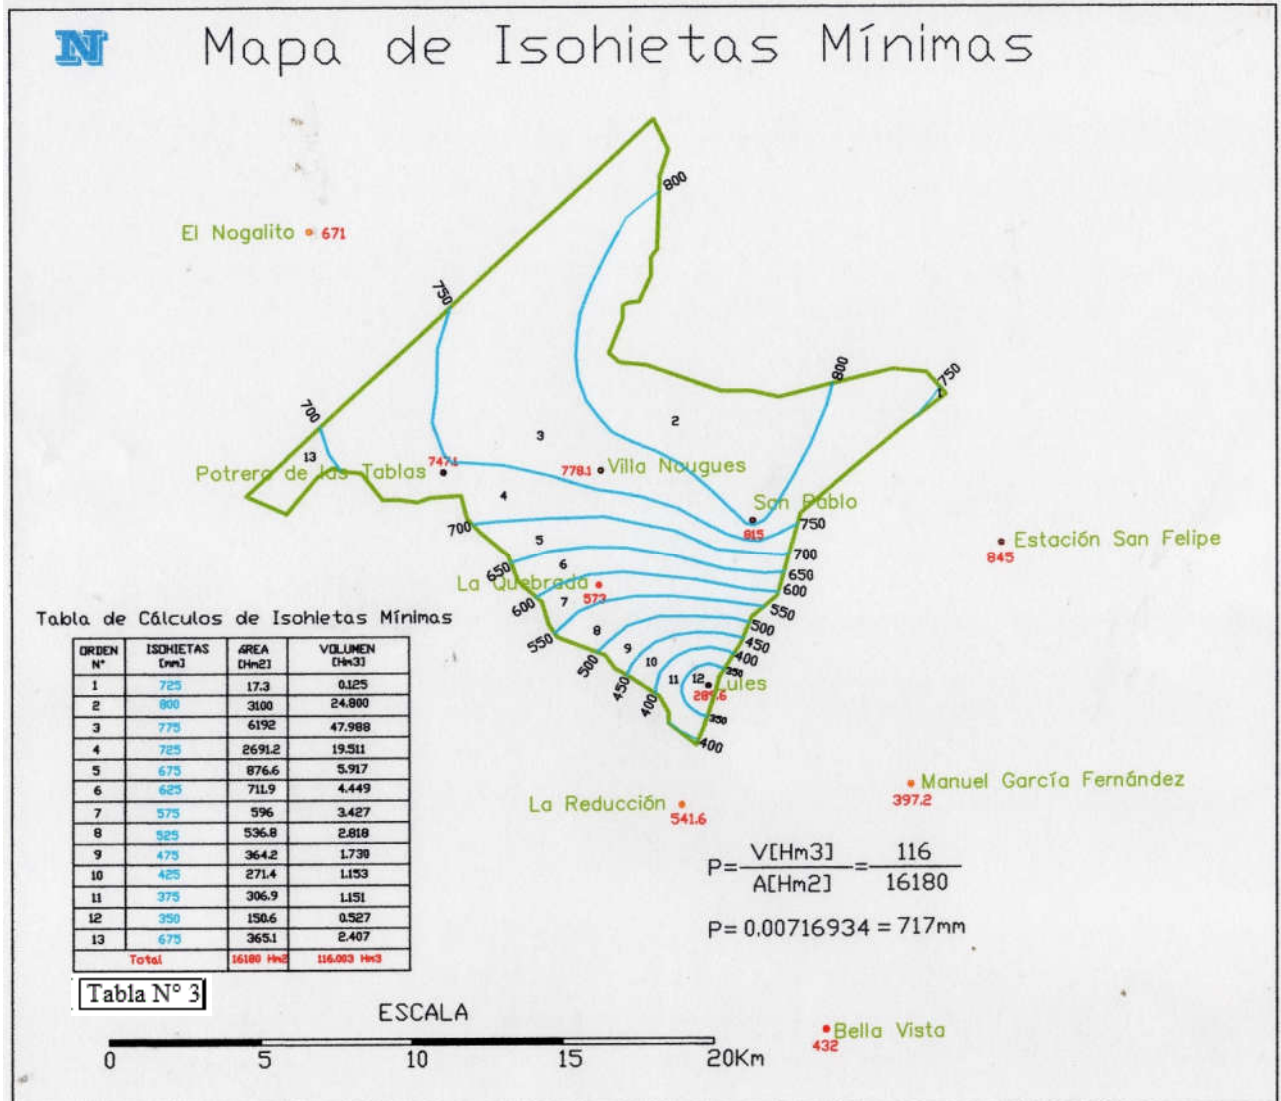 N
Mapa de Isohietas Mínimas
800
El Nogalito 671
750
800
750
1
700
2
3
13
Potrero de las Tablas 747.1
778.1 Villa Nougues
4
San Pablo
815
750
700
5
700
Estación San Felipe
845
650
6
650
La Quebrada
573
600
600
7
550
550
8
500
500
9
450
450
10
400
400
11
12
350
Lules
289.6
350
400
Tabla de Cálculos de Isohietas Mínimas
ORDEN N° ISOHIETAS [mm] AREA [Hm2] VOLUMEN [Hm3]
1 725 17.3 0.125
2 800 3100 24.800
3 775 6192 47.988
4 725 2691.2 19.511
5 675 876.6 5.917
6 625 711.9 4.449
7 575 596 3.427
8 525 536.8 2.818
9 475 364.2 1.730
10 425 271.4 1.153
11 375 306.9 1.151
12 350 150.6 0.527
13 675 365.1 2.407
Total 16180 Hm2 116.003 Hm3
Tabla N° 3
La Reducción
541.6
Manuel García Fernández
397.2
P= V[Hm3] / A[Hm2] = 116 / 16180
P= 0.00716934 = 717mm
ESCALA
0 5 10 15 20Km
Bella Vista
432